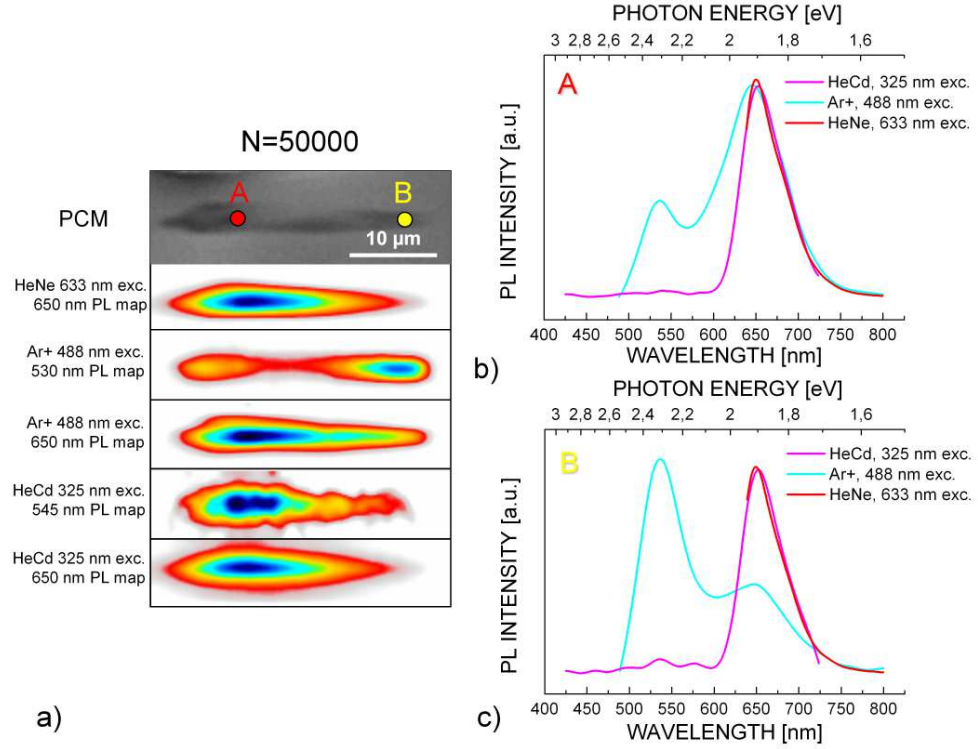 N=50000
PCM
A
B
10 µm
HeNe 633 nm exc.
650 nm PL map
Ar+ 488 nm exc.
530 nm PL map
Ar+ 488 nm exc.
650 nm PL map
HeCd 325 nm exc.
545 nm PL map
HeCd 325 nm exc.
650 nm PL map
a)
PHOTON ENERGY [eV]
3 2,8 2,6 2,4 2,2 2 1,8 1,6
A
HeCd, 325 nm exc.
Ar+, 488 nm exc.
HeNe, 633 nm exc.
PL INTENSITY [a.u.]
400 450 500 550 600 650 700 750 800
WAVELENGTH [nm]
b)
PHOTON ENERGY [eV]
3 2,8 2,6 2,4 2,2 2 1,8 1,6
B
HeCd, 325 nm exc.
Ar+, 488 nm exc.
HeNe, 633 nm exc.
PL INTENSITY [a.u.]
400 450 500 550 600 650 700 750 800
WAVELENGTH [nm]
c)